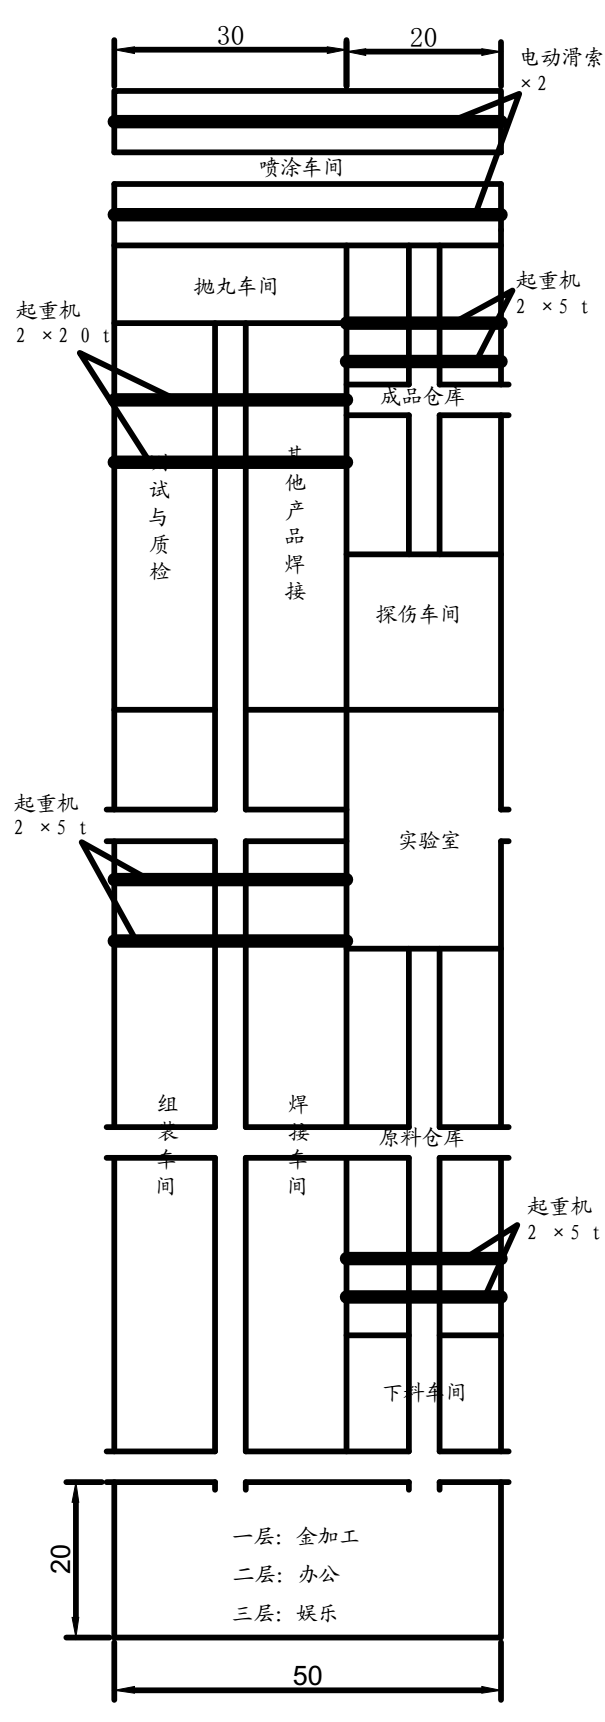 30
20
电动滑索
×2
喷涂车间
抛丸车间
起重机
2 ×5 t
起重机
2 ×20 t
成品仓库
试与质检
其他产品焊接
探伤车间
起重机
2 ×5 t
实验室
组装车间
焊接车间
原料仓库
起重机
2 ×5 t
下料车间
20
一层：金加工
二层：办公
三层：娱乐
50